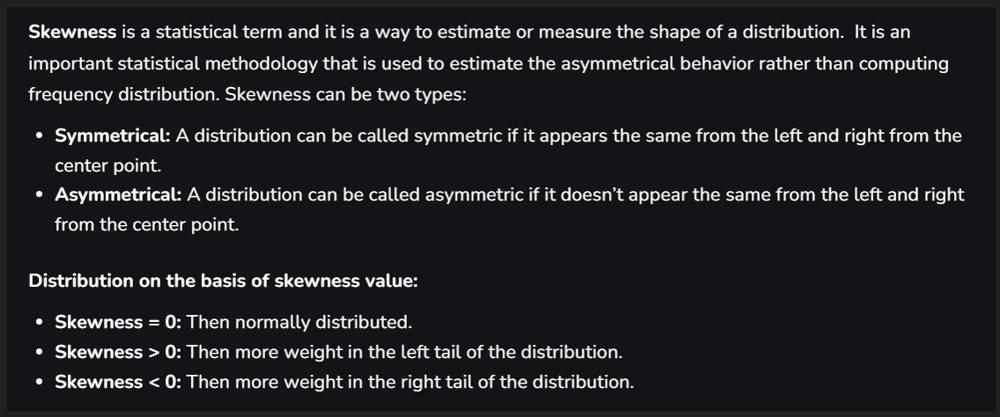 Skewness is a statistical term and it is a way to estimate or measure the shape of a distribution.  It is an
important statistical methodology that is used to estimate the asymmetrical behavior rather than computing
frequency distribution. Skewness can be two types:
• Symmetrical: A distribution can be called symmetric if it appears the same from the left and right from the
center point.
• Asymmetrical: A distribution can be called asymmetric if it doesn’t appear the same from the left and right
from the center point.
Distribution on the basis of skewness value:
• Skewness = 0: Then normally distributed.
• Skewness > 0: Then more weight in the left tail of the distribution.
• Skewness < 0: Then more weight in the right tail of the distribution.